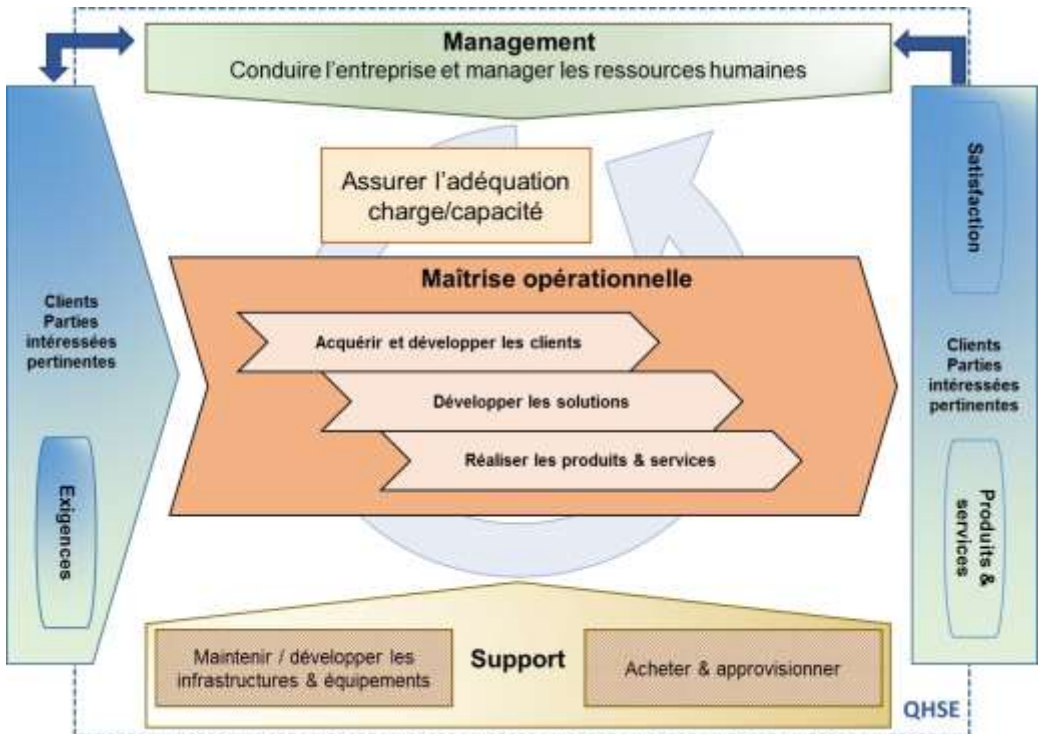 Management
Conduire l'entreprise et manager les ressources humaines
Assurer l'adéquation
charge/capacité
Clients
Parties
intéressées
pertinentes
Exigences
Maîtrise opérationnelle
Acquérir et développer les clients
Développer les solutions
Réaliser les produits & services
Satisfaction
Clients
Parties
intéressées
pertinentes
Produits &
services
Maintenir / développer les
infrastructures & équipements
Support
Acheter & approvisionner
QHSE